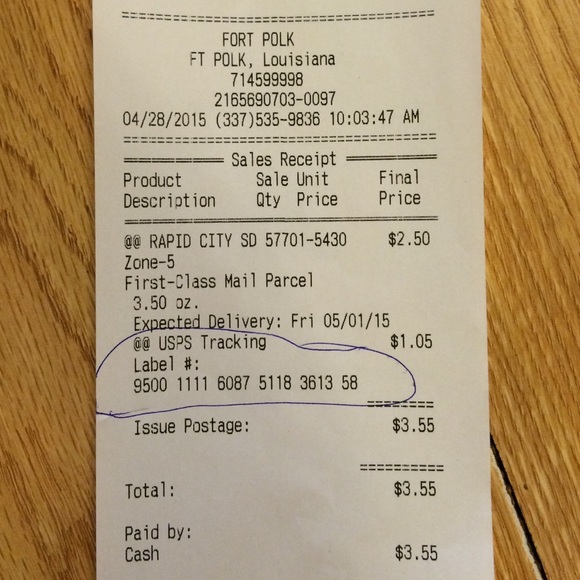 FORT POLK
FT POLK, Louisiana
714599998
2165690703-0097
04/28/2015 (337)535-9836 10:03:47 AM
Sales Receipt
Product Sale Unit Final
Description Qty Price Price
@@ RAPID CITY SD 57701-5430 $2.50
Zone-5
First-Class Mail Parcel
3.50 oz.
Expected Delivery: Fri 05/01/15
@@ USPS Tracking $1.05
Label #:
9500 1111 6087 5118 3613 58
Issue Postage: $3.55
Total: $3.55
Paid by:
Cash $3.55